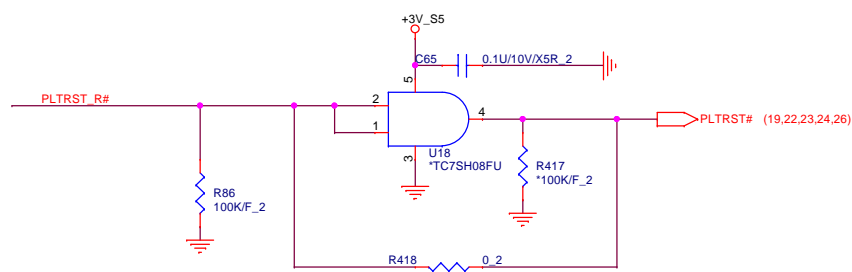 +3V_S5
C65 0.1U/10V/X5R_2
5
PLTRST_R#
2
4
PLTRST# (19,22,23,24,26)
1
3
U18
*TC7SH08FU
R417
*100K/F_2
R86
100K/F_2
R418 0_2